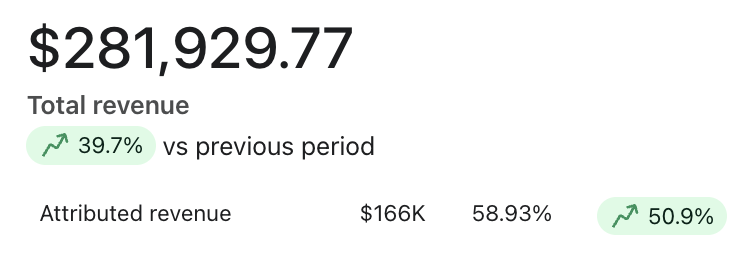 $281,929.77
Total revenue
39.7% vs previous period
Attributed revenue $166K 58.93% 50.9%